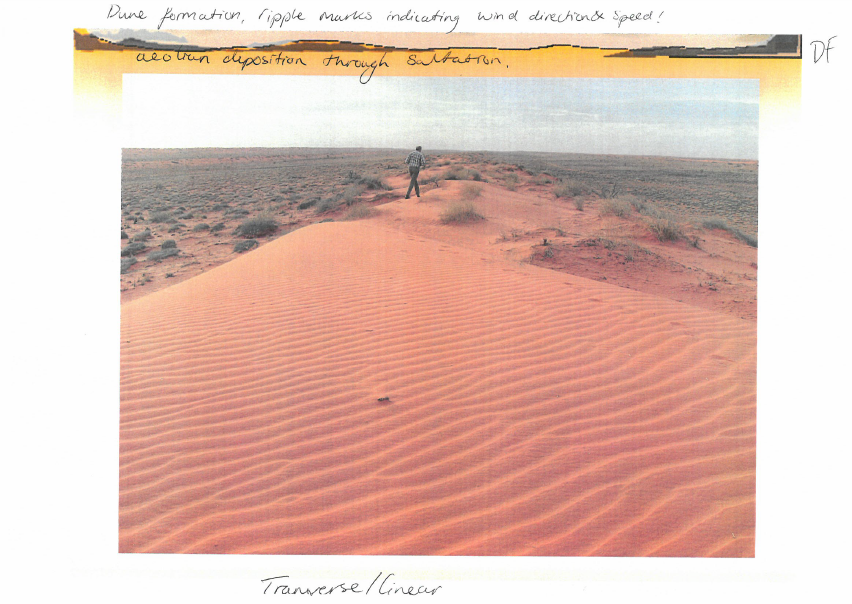 Dune formation, ripple marks indicating wind direction & speed!
DF
aeolian deposition through Saltation.
Tranverse/linear